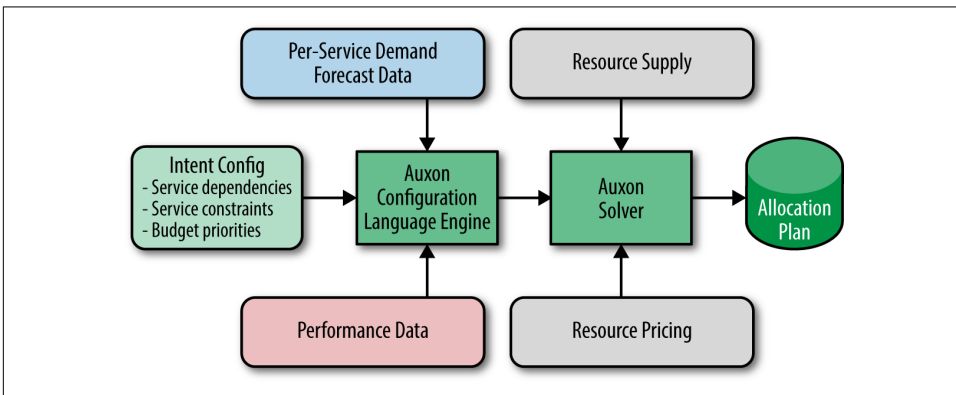 Per-Service Demand
Forecast Data
Resource Supply
Intent Config
- Service dependencies
- Service constraints
- Budget priorities
Auxon
Configuration
Language Engine
Auxon
Solver
Allocation
Plan
Performance Data
Resource Pricing